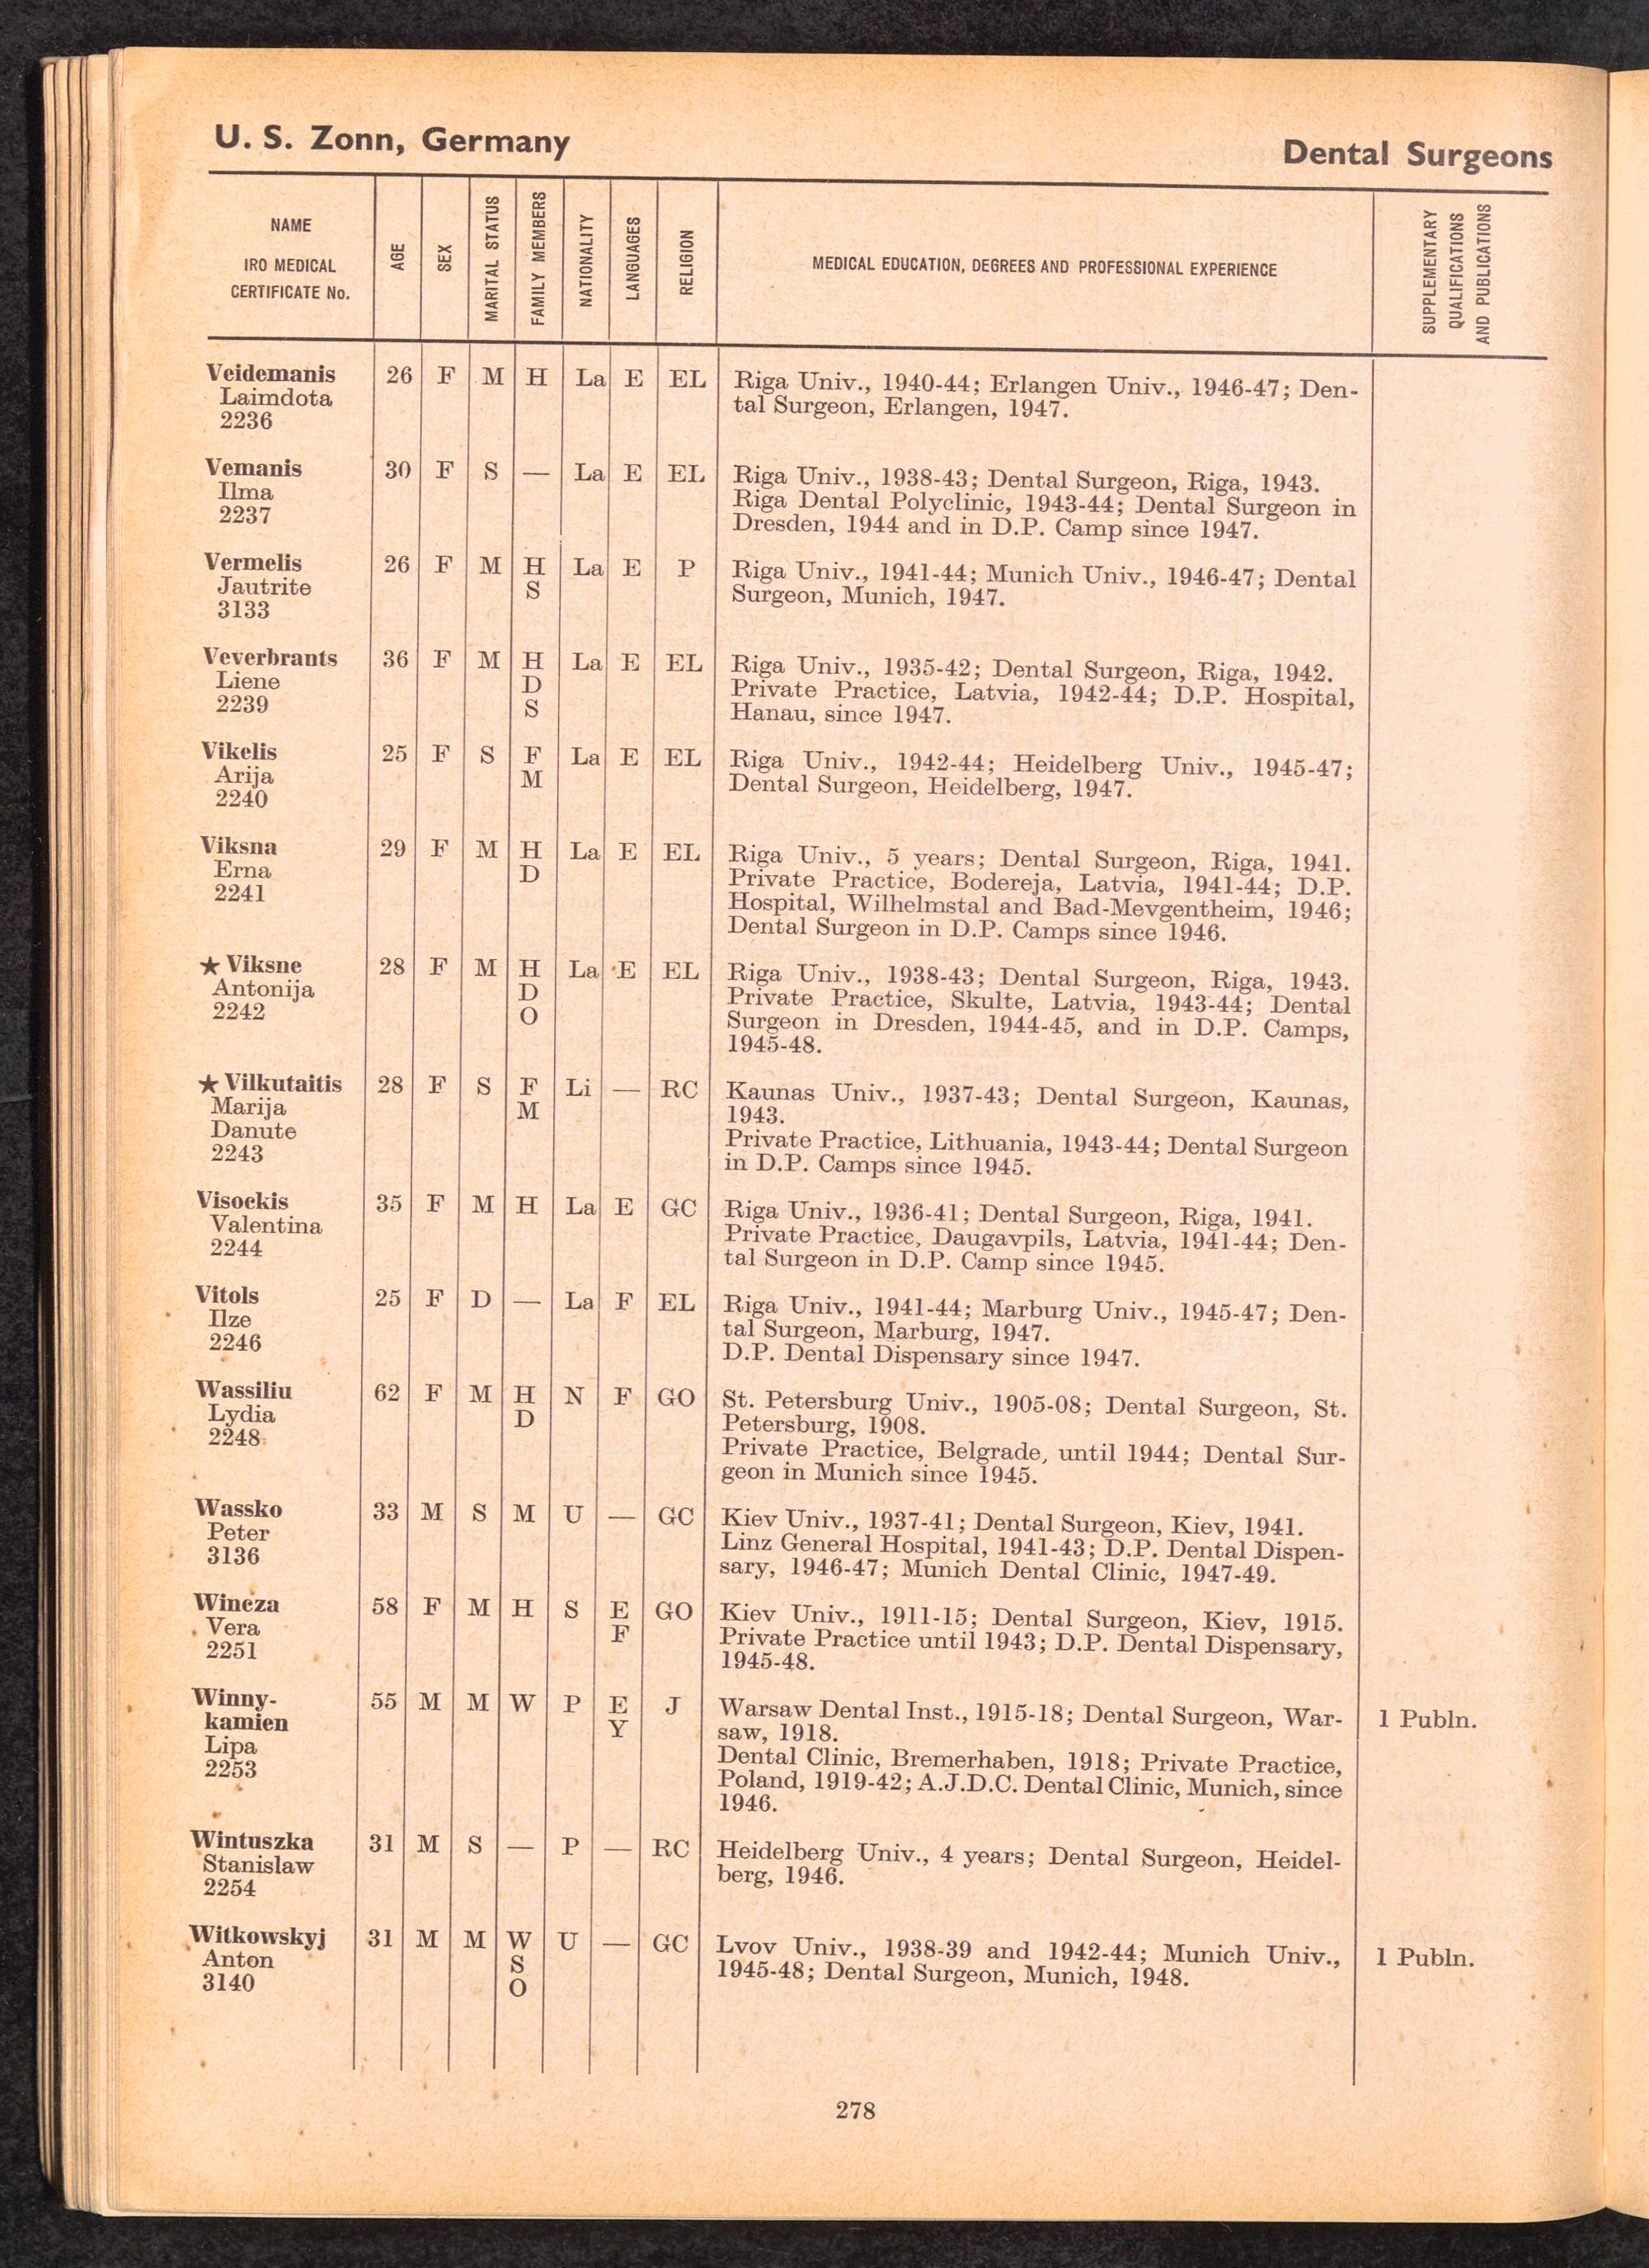 U. S. Zonn, Germany
Dental Surgeons
NAME
IRO MEDICAL
CERTIFICATE No.
AGE
SEX
MARITAL STATUS
FAMILY MEMBERS
NATIONALITY
LANGUAGES
RELIGION
MEDICAL EDUCATION, DEGREES AND PROFESSIONAL EXPERIENCE
SUPPLEMENTARY
QUALIFICATIONS
AND PUBLICATIONS
Veidemanis 26 F M H La E EL Riga Univ., 1940-44; Erlangen Univ., 1946-47; Den-
Laimdota tal Surgeon, Erlangen, 1947.
2236
Vemanis 30 F S — La E EL Riga Univ., 1938-43; Dental Surgeon, Riga, 1943.
Ilma Riga Dental Polyclinic, 1943-44; Dental Surgeon in
2237 Dresden, 1944 and in D.P. Camp since 1947.
Vermelis 26 F M H La E P Riga Univ., 1941-44; Munich Univ., 1946-47; Dental
Jautrite S Surgeon, Munich, 1947.
3133
Veverbrants 36 F M H La E EL Riga Univ., 1935-42; Dental Surgeon, Riga, 1942.
Liene D Private Practice, Latvia, 1942-44; D.P. Hospital,
2239 S Hanau, since 1947.
Vikelis 25 F S F La E EL Riga Univ., 1942-44; Heidelberg Univ., 1945-47;
Arija M Dental Surgeon, Heidelberg, 1947.
2240
Viksna 29 F M H La E EL Riga Univ., 5 years; Dental Surgeon, Riga, 1941.
Erna D Private Practice, Bodereja, Latvia, 1941-44; D.P.
2241 Hospital, Wilhelmstal and Bad-Mevgentheim, 1946;
Dental Surgeon in D.P. Camps since 1946.
★ Viksne 28 F M H La E EL Riga Univ., 1938-43; Dental Surgeon, Riga, 1943.
Antonija D Private Practice, Skulte, Latvia, 1943-44; Dental
2242 O Surgeon in Dresden, 1944-45, and in D.P. Camps,
1945-48.
★ Vilkutaitis 28 F S F Li — RC Kaunas Univ., 1937-43; Dental Surgeon, Kaunas,
Marija M 1943.
Danute Private Practice, Lithuania, 1943-44; Dental Surgeon
2243 in D.P. Camps since 1945.
Visockis 35 F M H La E GC Riga Univ., 1936-41; Dental Surgeon, Riga, 1941.
Valentina Private Practice, Daugavpils, Latvia, 1941-44; Den-
2244 tal Surgeon in D.P. Camp since 1945.
Vitols 25 F D — La F EL Riga Univ., 1941-44; Marburg Univ., 1945-47; Den-
Ilze tal Surgeon, Marburg, 1947.
2246 D.P. Dental Dispensary since 1947.
Wassiliu 62 F M H N F GO St. Petersburg Univ., 1905-08; Dental Surgeon, St.
Lydia D Petersburg, 1908.
2248 Private Practice, Belgrade, until 1944; Dental Sur-
geon in Munich since 1945.
Wassko 33 M S M U — GC Kiev Univ., 1937-41; Dental Surgeon, Kiev, 1941.
Peter Linz General Hospital, 1941-43; D.P. Dental Dispen-
3136 sary, 1946-47; Munich Dental Clinic, 1947-49.
Wincza 58 F M H S E GO Kiev Univ., 1911-15; Dental Surgeon, Kiev, 1915.
Vera F Private Practice until 1943; D.P. Dental Dispensary,
2251 1945-48.
Winny- 55 M M W P E J Warsaw Dental Inst., 1915-18; Dental Surgeon, War- 1 Publn.
kamien Y saw, 1918.
Lipa Dental Clinic, Bremerhaben, 1918; Private Practice,
2253 Poland, 1919-42; A.J.D.C. Dental Clinic, Munich, since
1946.
Wintuszka 31 M S — P — RC Heidelberg Univ., 4 years; Dental Surgeon, Heidel-
Stanislaw berg, 1946.
2254
Witkowskyj 31 M M W U — GC Lvov Univ., 1938-39 and 1942-44; Munich Univ., 1 Publn.
Anton S 1945-48; Dental Surgeon, Munich, 1948.
3140 O
278